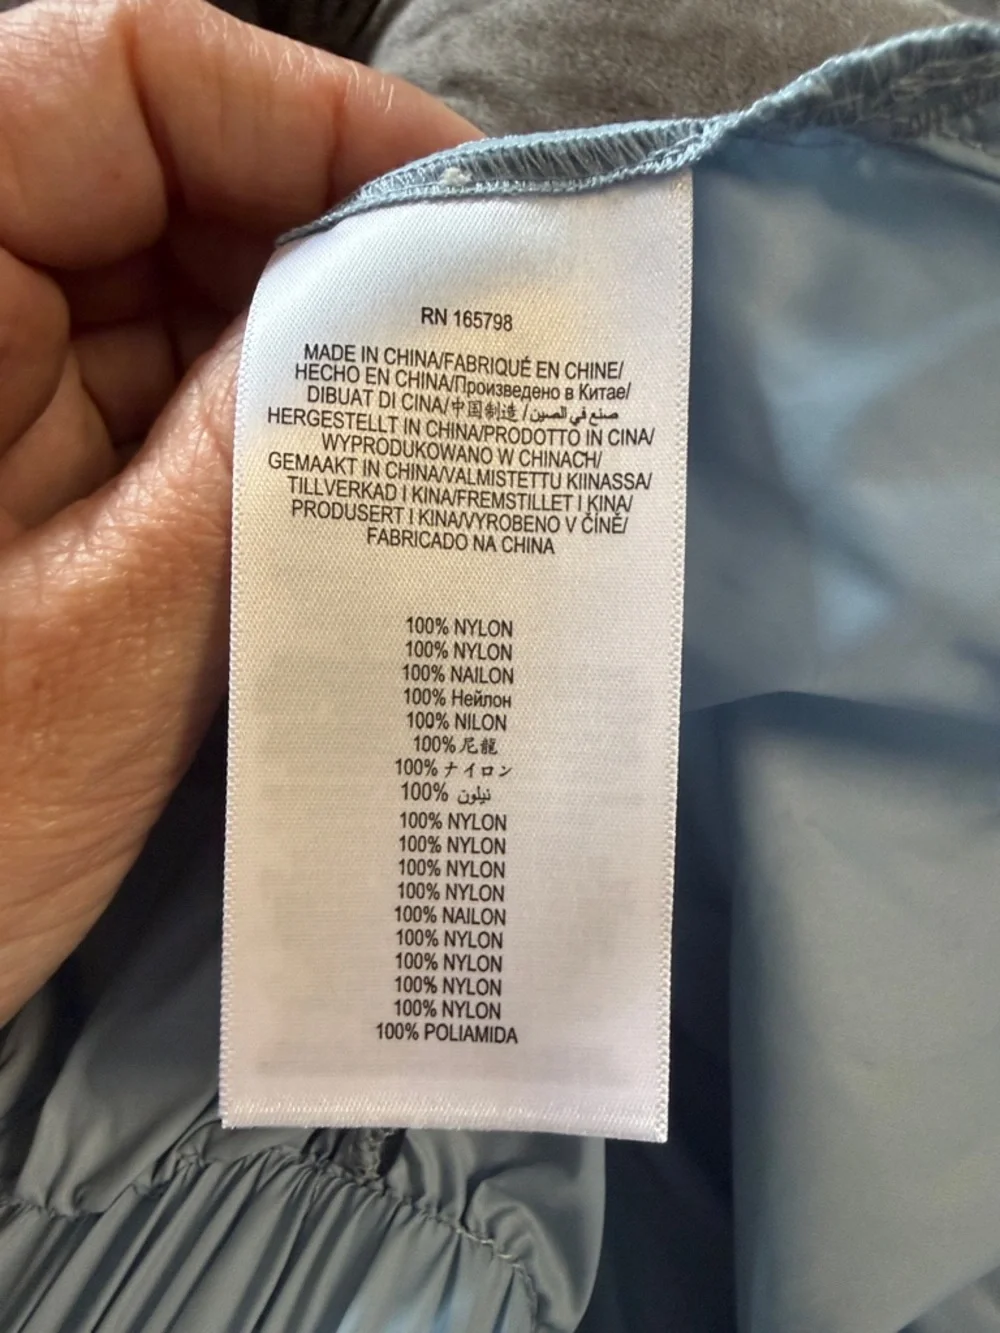 RN 165798
MADE IN CHINA/FABRIQUÉ EN CHINE/
HECHO EN CHINA/Произведено в Китае/
DIBUAT DI CINA/中国制造/صنع في الصين/
HERGESTELLT IN CHINA/PRODOTTO IN CINA/
WYPRODUKOWANO W CHINACH/
GEMAAKT IN CHINA/VALMISTETTU KIINASSA/
TILLVERKAD I KINA/FREMSTILLET I KINA/
PRODUSERT I KINA/VYROBENO V ČÍNĚ/
FABRICADO NA CHINA
100% NYLON
100% NYLON
100% NAILON
100% Нейлон
100% NILON
100% 尼龍
100% ナイロン
100% نيلون
100% NYLON
100% NYLON
100% NYLON
100% NYLON
100% NAILON
100% NYLON
100% NYLON
100% NYLON
100% NYLON
100% POLIAMIDA